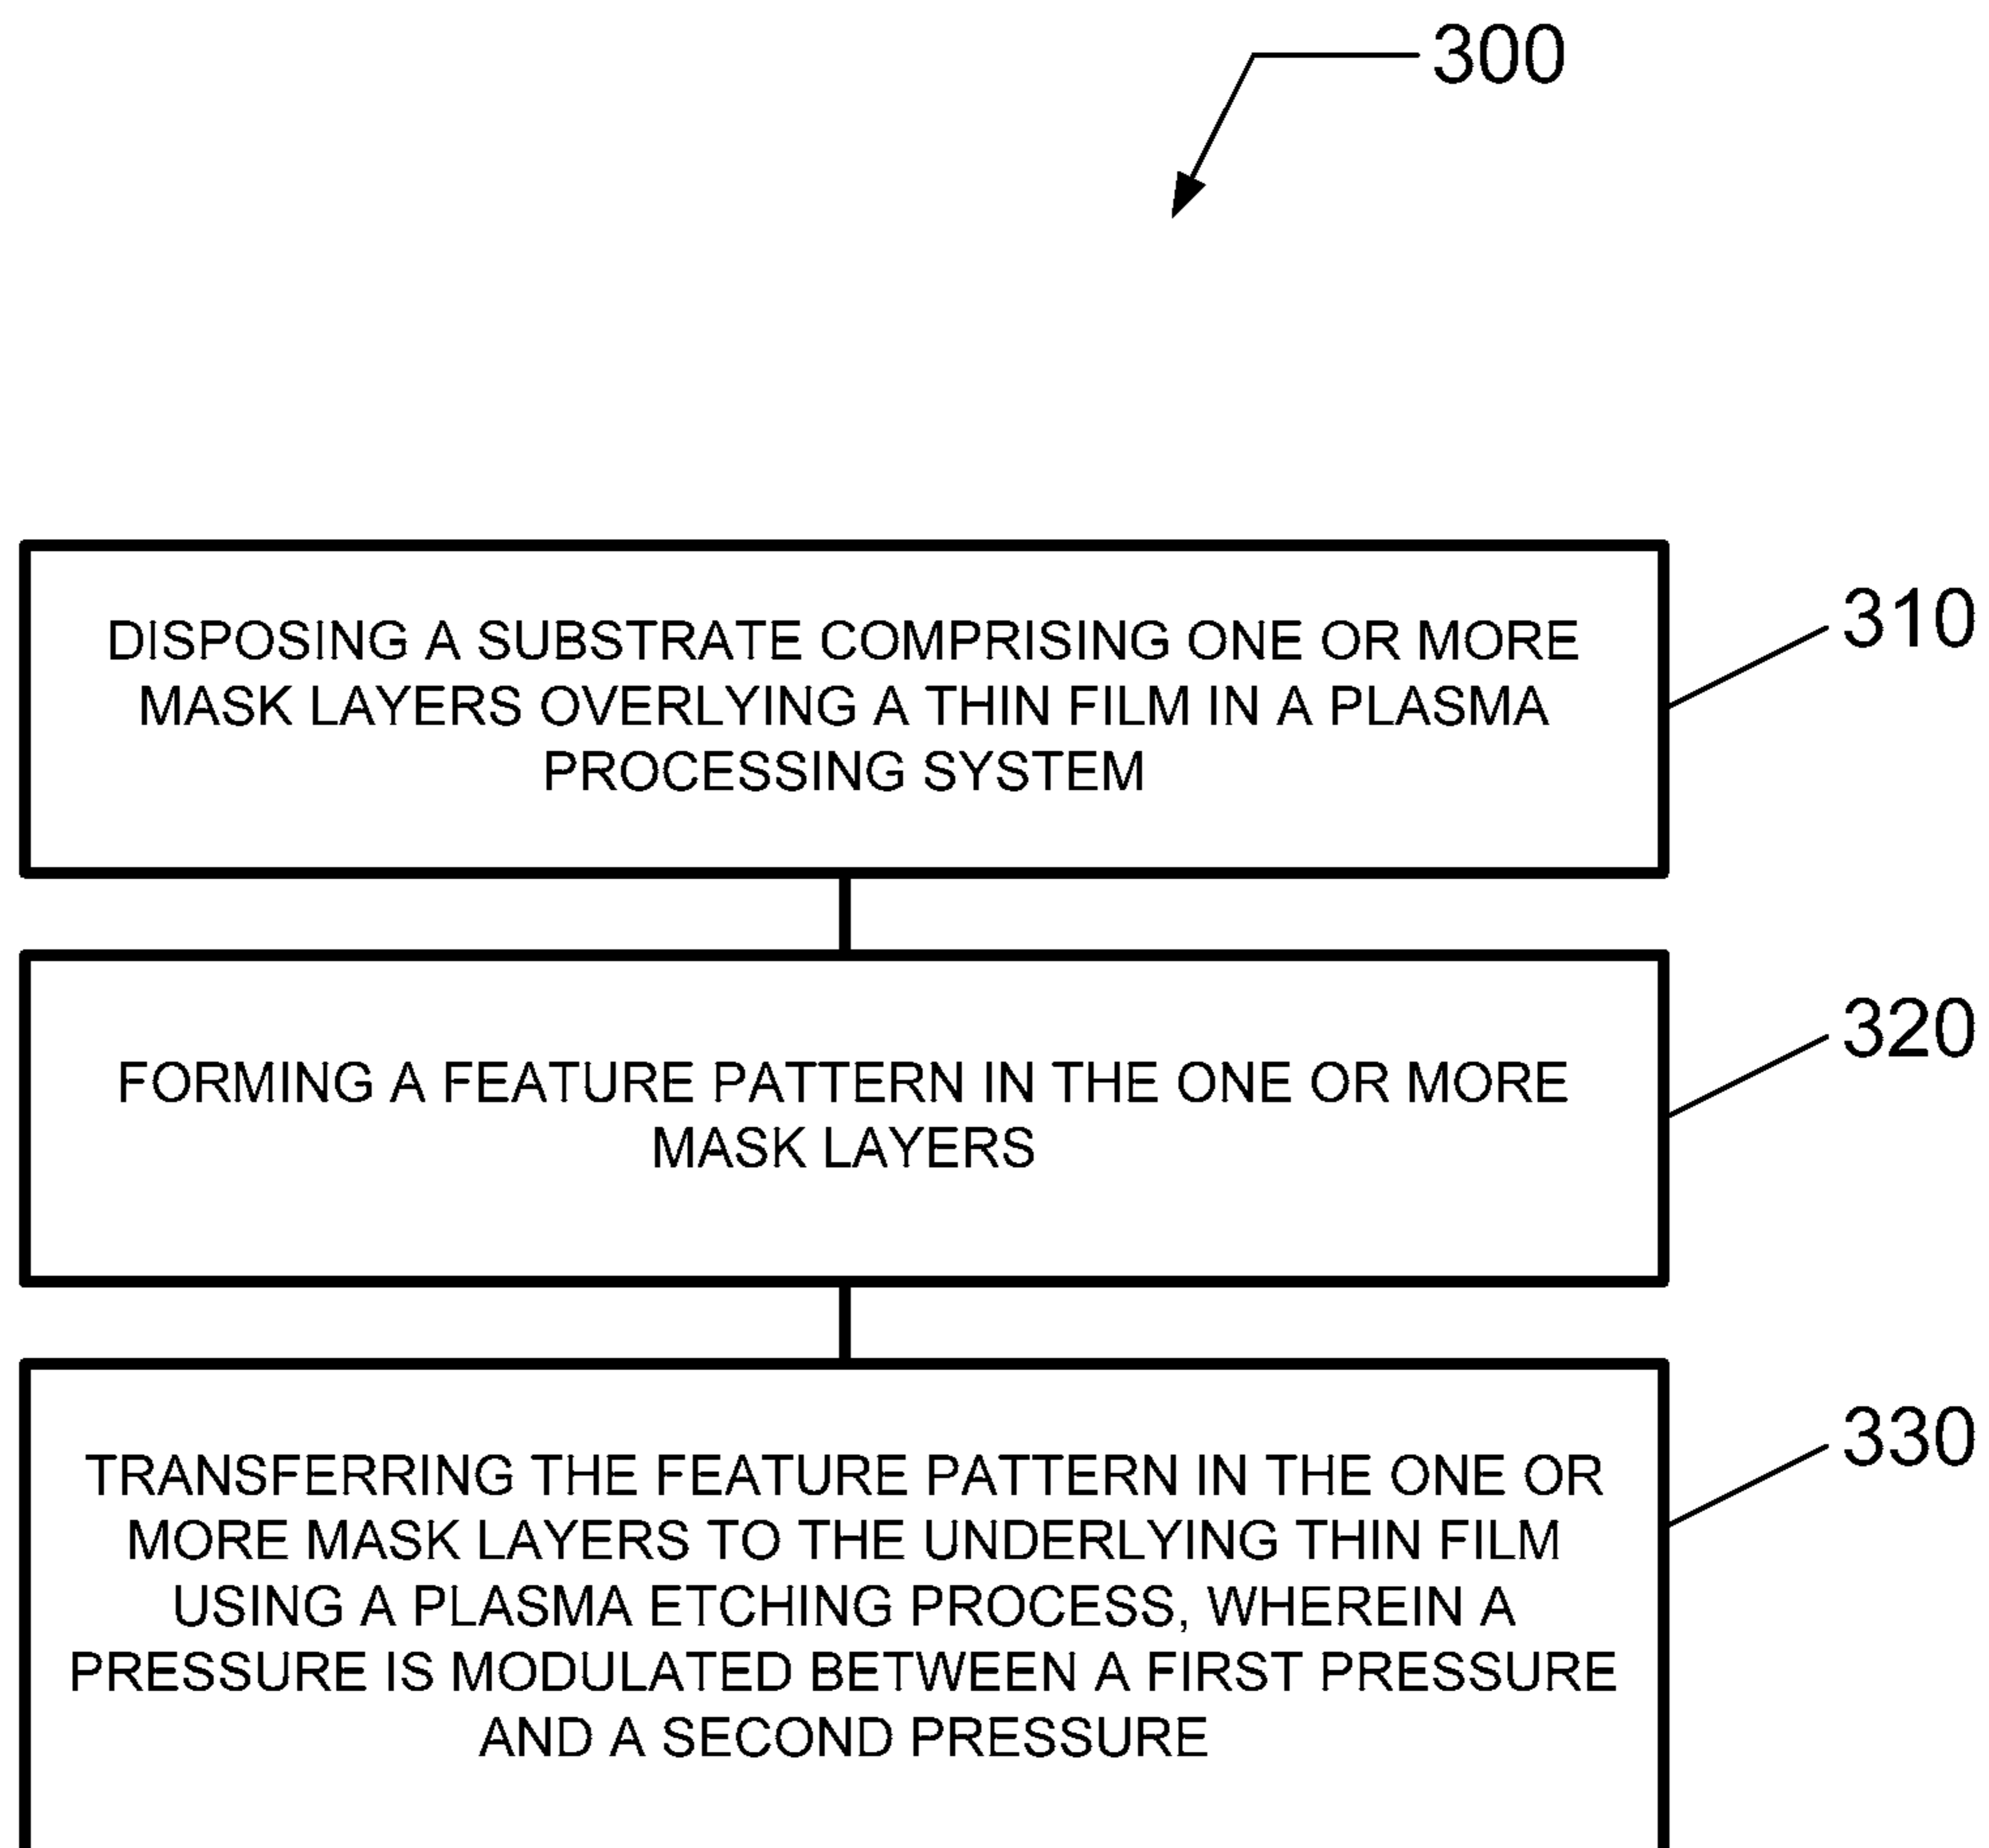 300
DISPOSING A SUBSTRATE COMPRISING ONE OR MORE
MASK LAYERS OVERLYING A THIN FILM IN A PLASMA
PROCESSING SYSTEM
310
FORMING A FEATURE PATTERN IN THE ONE OR MORE
MASK LAYERS
320
TRANSFERRING THE FEATURE PATTERN IN THE ONE OR
MORE MASK LAYERS TO THE UNDERLYING THIN FILM
USING A PLASMA ETCHING PROCESS, WHEREIN A
PRESSURE IS MODULATED BETWEEN A FIRST PRESSURE
AND A SECOND PRESSURE
330